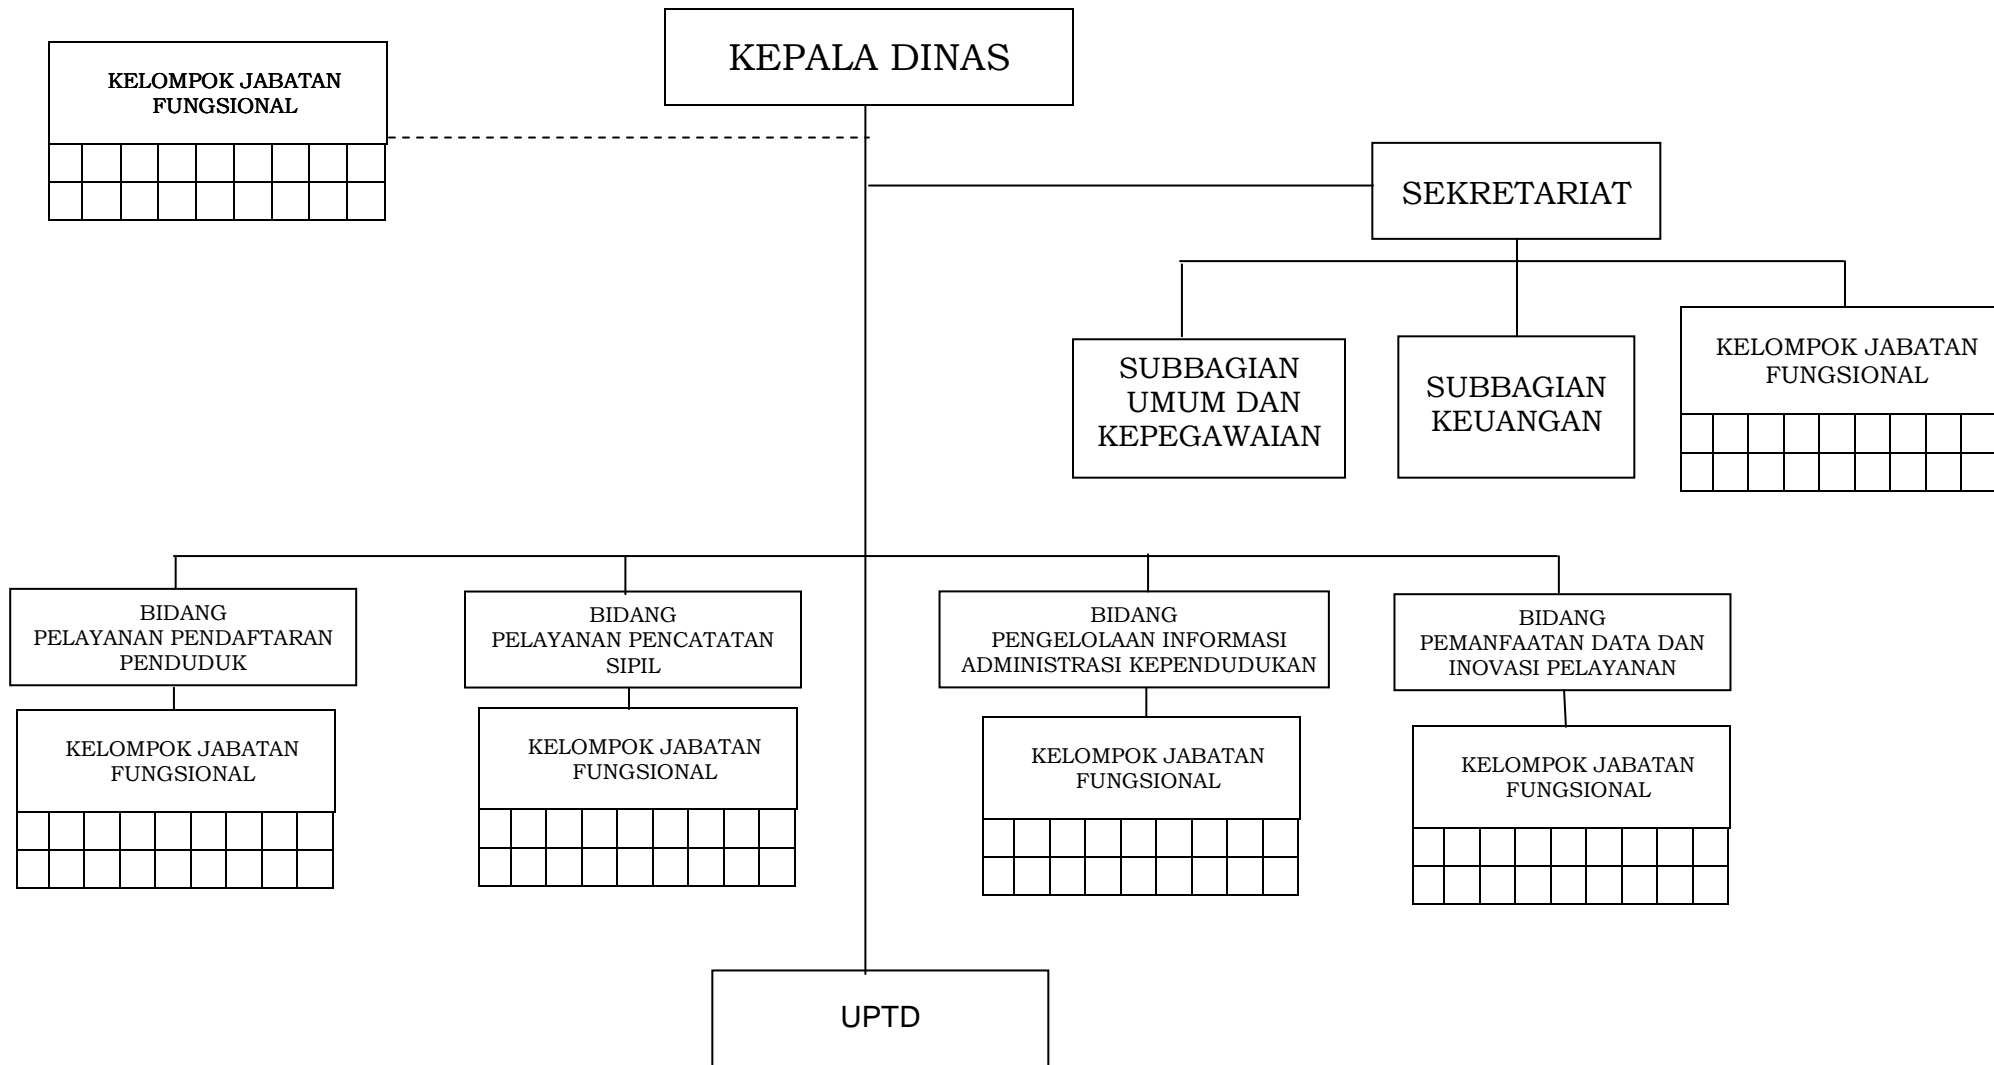 KEPALA DINAS
KELOMPOK JABATAN
FUNGSIONAL
SEKRETARIAT
SUBBAGIAN
UMUM DAN
KEPEGAWAIAN
SUBBAGIAN
KEUANGAN
KELOMPOK JABATAN
FUNGSIONAL
BIDANG
PELAYANAN PENDAFTARAN
PENDUDUK
BIDANG
PELAYANAN PENCATATAN
SIPIL
BIDANG
PENGELOLAAN INFORMASI
ADMINISTRASI KEPENDUDUKAN
BIDANG
PEMANFAATAN DATA DAN
INOVASI PELAYANAN
KELOMPOK JABATAN
FUNGSIONAL
KELOMPOK JABATAN
FUNGSIONAL
KELOMPOK JABATAN
FUNGSIONAL
KELOMPOK JABATAN
FUNGSIONAL
UPTD